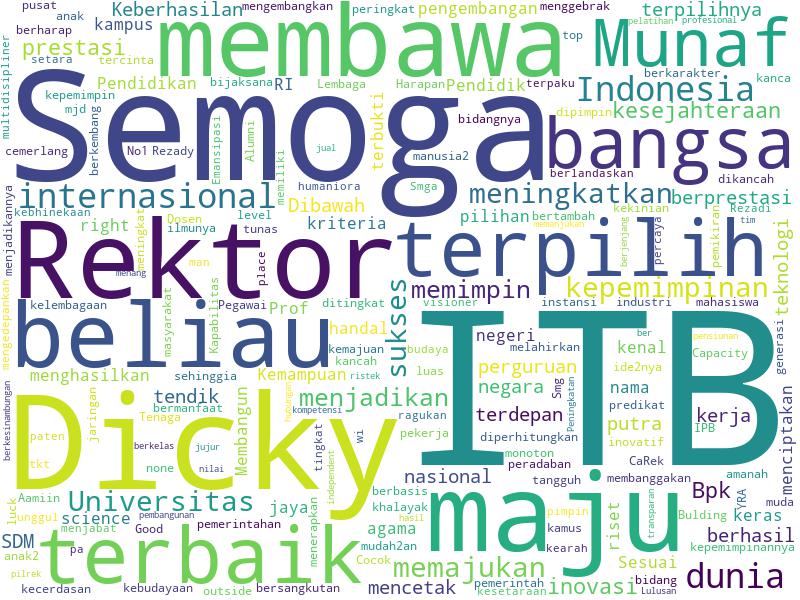 pusat Keberhasilan mengembangkan peringkat pengembangan menggebrak pelatihan profesional
anak kampus membawa top terpilihnya
berharap
setara prestasi tercinta Munaf
multidisipliner Pendidikan bijaksana RI Lembaga Harapan Pendidik terpaku Indonesia berkarakter kanca
kepemimpin
mjd Semoga terbukti bidangnya dipimpin kesejahteraan
cemerlang berkembang No1 Rezady Emansipasi Alumni jual manusia2 bangsa
memiliki humaniora berlandaskan dikancah
internasional Dibawah Smga meningkatkan berprestasi
menjadikannya kebhinekaan right meningkat Dosen ilmunya level tunas kriteria pilihan bertambah kekinian Rezadi
memanjukan berjenjang percaya pemikiran tim
Rektor man place terpilih teknologi
mengedepankan masyarakat Kapabilitas memimpin sukses kepemimpinan
menang
kelembagaan Pegawai Prof ditingkat visioner instansi industri mahasiswa
beliau handal ITB
kemajuan budaya negeri melahirkan ber kenal pensiunan generasi
kancah luas perguruan ide2nya Capacity
menghasilkan sehinggia Kemampuan ristek negara Smg nama
berkesinambungan tendik menjadikan predikat
Dicky bermanfaat hubungan kompetensi ragukan terdepan Peningkatan putra kerja menciptakan
jaringan Tenaga Membangun pekerja diperhitungkan inovatif IPB
paten berkelas jujur tingkat wi monoton
tkt none nilai independent peradaban CaRek
nasional tangguh membanggakan amanah
luck Aamiin Universitas jaya berbasis maju Bpk YRA muda
unggul science pembangunan khalayak pimpin riset transparan Bulding keras
menjabat Good pemerintahan menerapkan agama hasil kamus berhasil
SDM pa terbaik mudah2an kearah kepemimpinannya
anak2 Cocok memajukan Sesuai dunia
pilrek
kecerdasan kebudayaan outside bersangkutan mencetak pemerintah kesetaraan inovasi bidang Lulusan